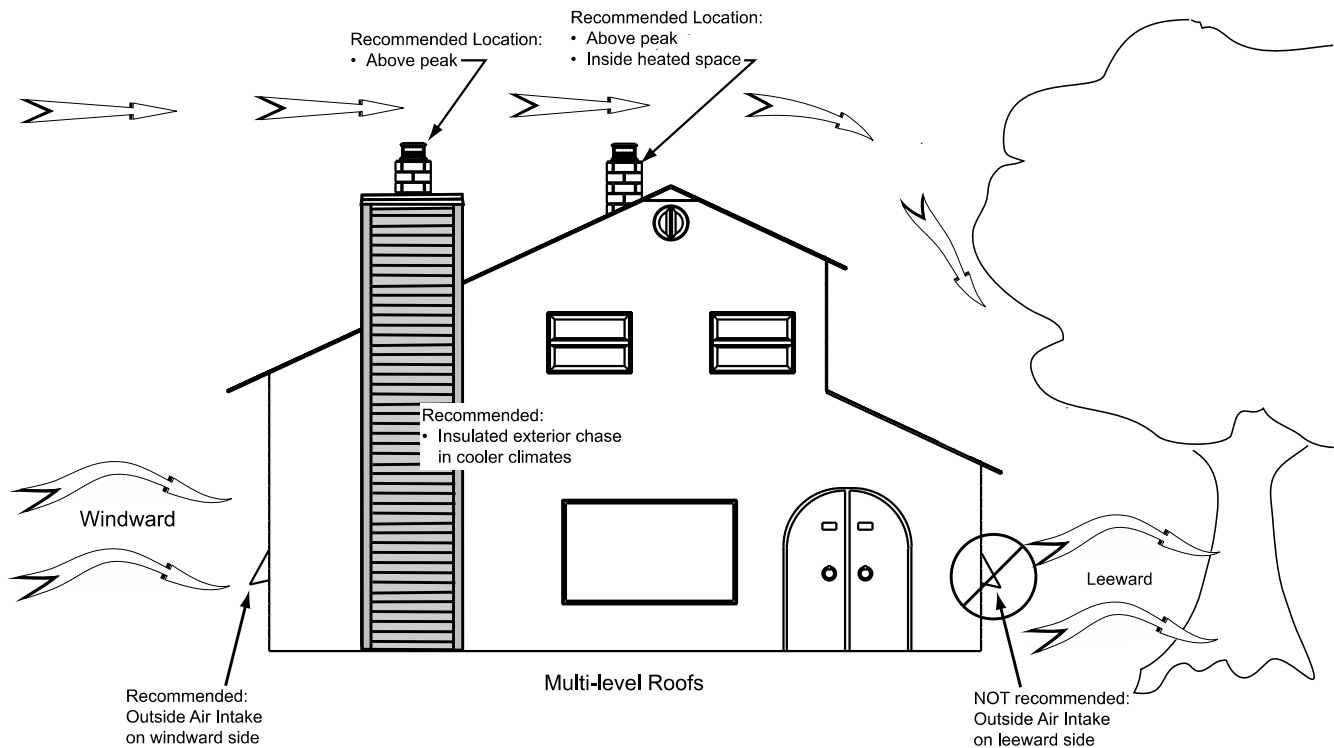 Recommended Location:
• Above peak
Recommended Location:
• Above peak
• Inside heated space
Recommended:
• Insulated exterior chase
in cooler climates
Windward
Leeward
Recommended:
Outside Air Intake
on windward side
Multi-level Roofs
NOT recommended:
Outside Air Intake
on leeward side